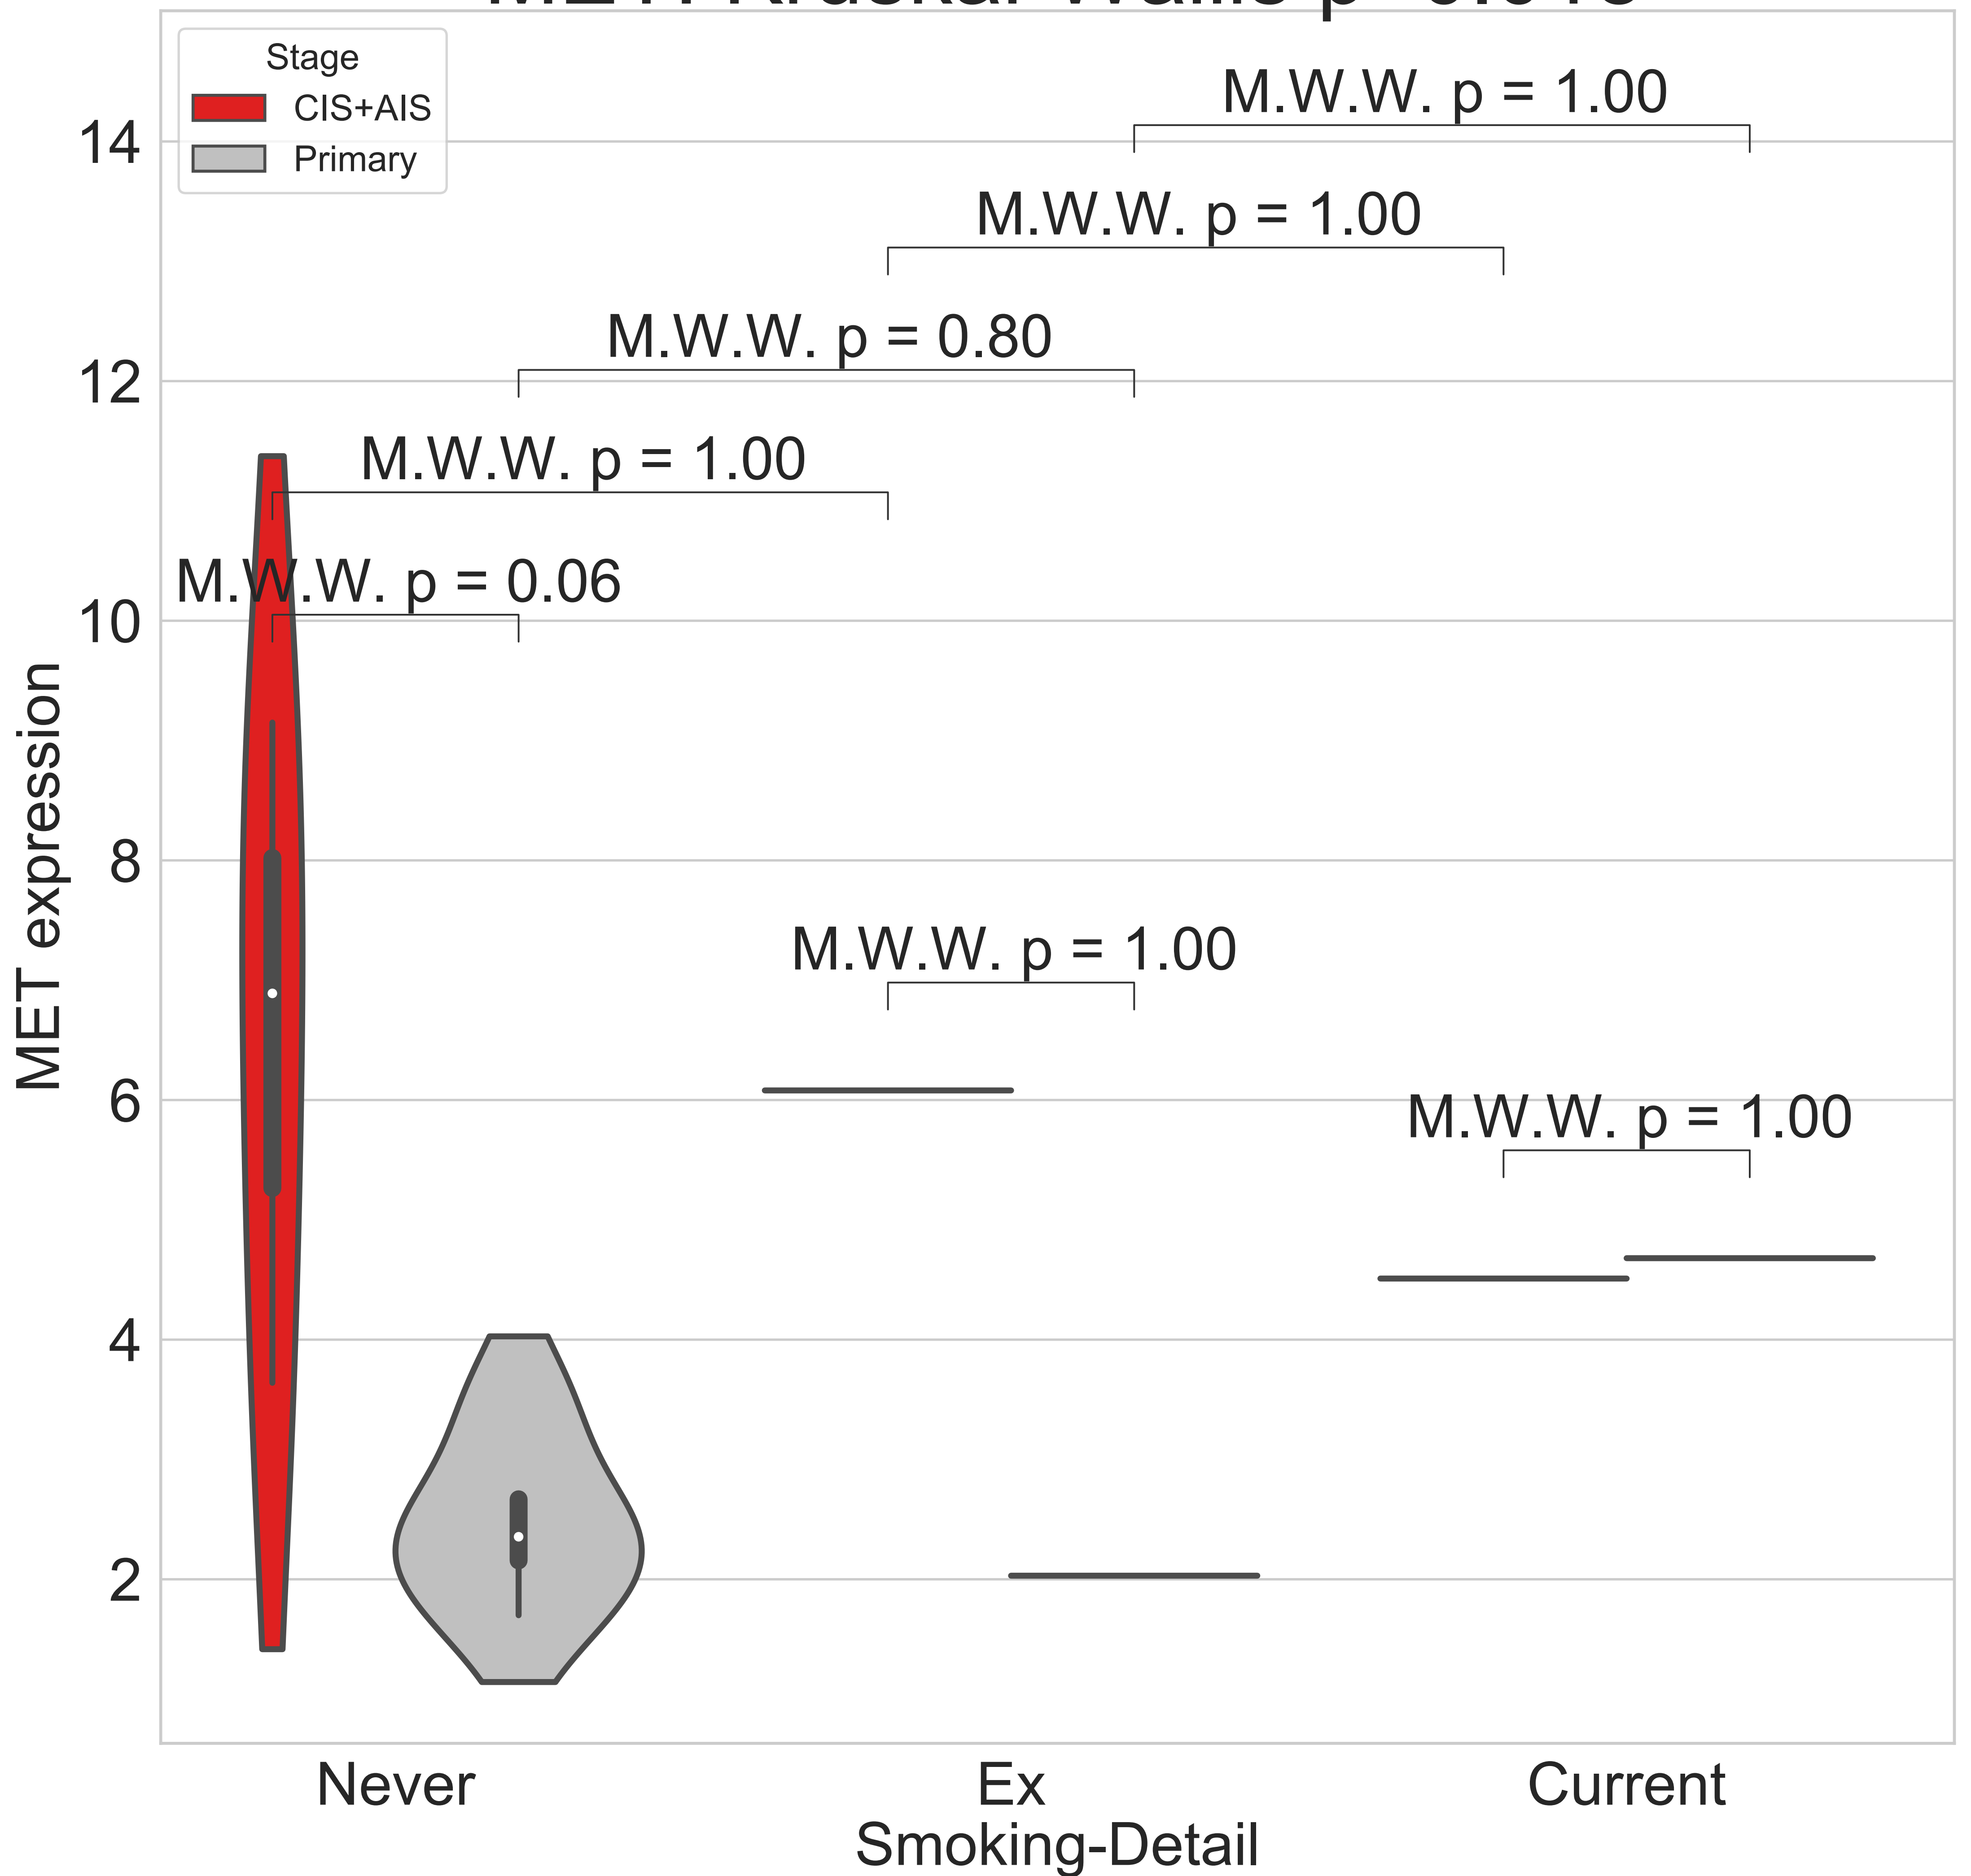 Stage
CIS+AIS
Primary
M.W.W. p = 1.00
M.W.W. p = 1.00
M.W.W. p = 0.80
M.W.W. p = 1.00
M.W.W. p = 0.06
M.W.W. p = 1.00
M.W.W. p = 1.00
14
12
10
8
6
4
2
MET expression
Never
Ex
Current
Smoking-Detail